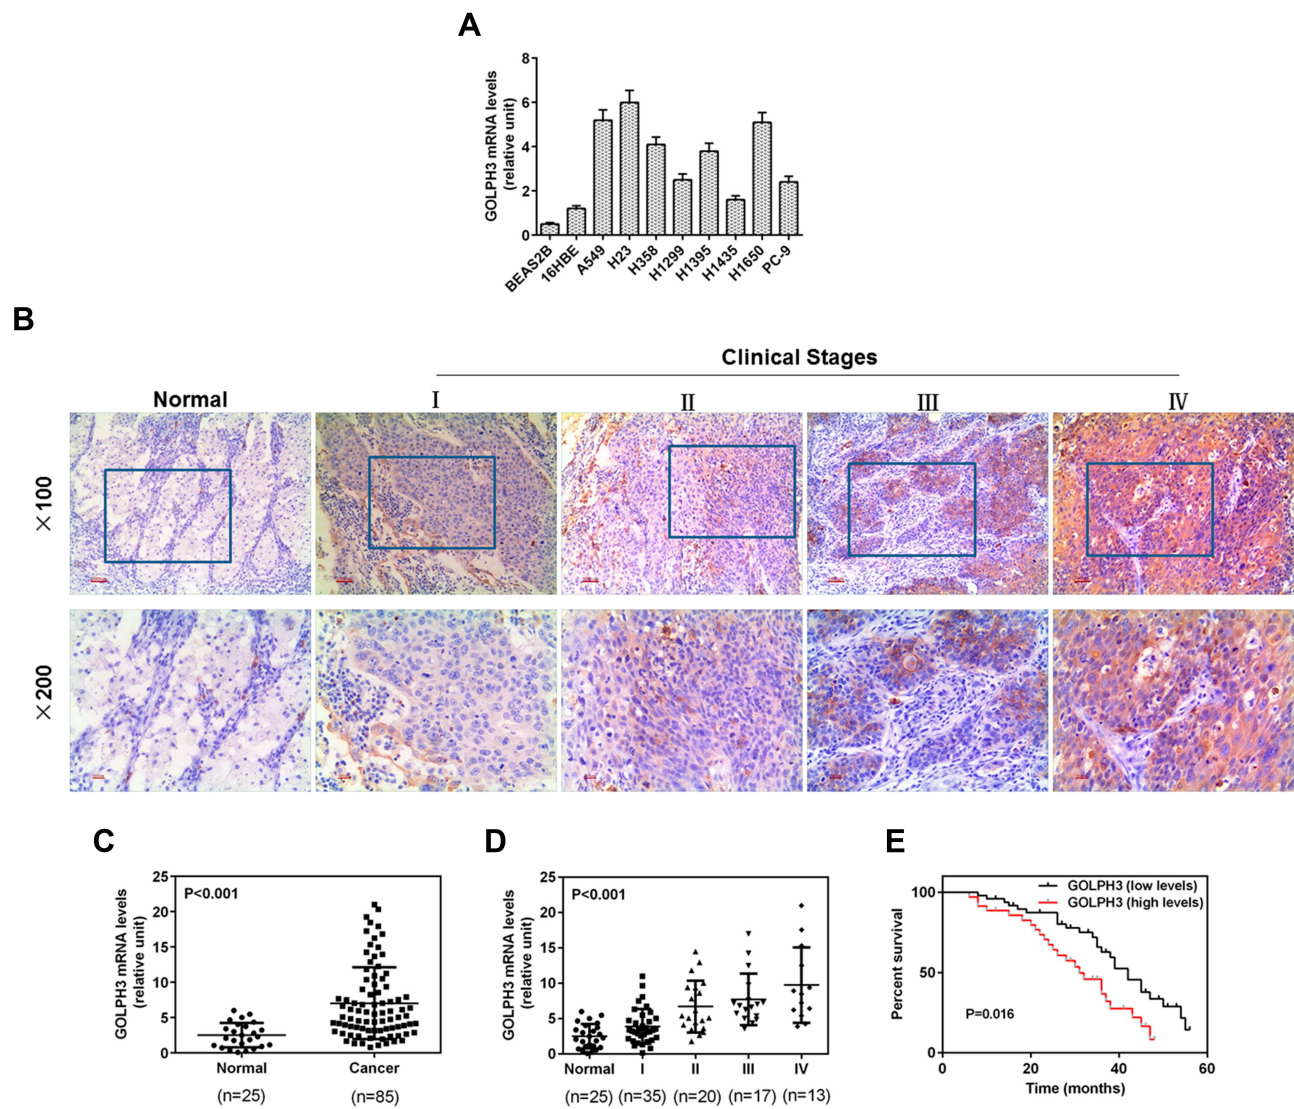 A
GOLPH3 mRNA levels
(relative unit)
8
6
4
2
0
BEAS2B
16HBE
A549
H23
H358
H1299
H1395
H1435
H1650
PC-9
B
Clinical Stages
Normal
I
II
III
IV
×100
×200
C
GOLPH3 mRNA levels
(relative unit)
25
20
15
10
5
0
P<0.001
Normal
Cancer
(n=25)
(n=85)
D
GOLPH3 mRNA levels
(relative unit)
25
20
15
10
5
0
P<0.001
Normal
I
II
III
IV
(n=25)
(n=35)
(n=20)
(n=17)
(n=13)
E
Percent survival
100
50
0
GOLPH3 (low levels)
GOLPH3 (high levels)
P=0.016
0
20
40
60
Time (months)